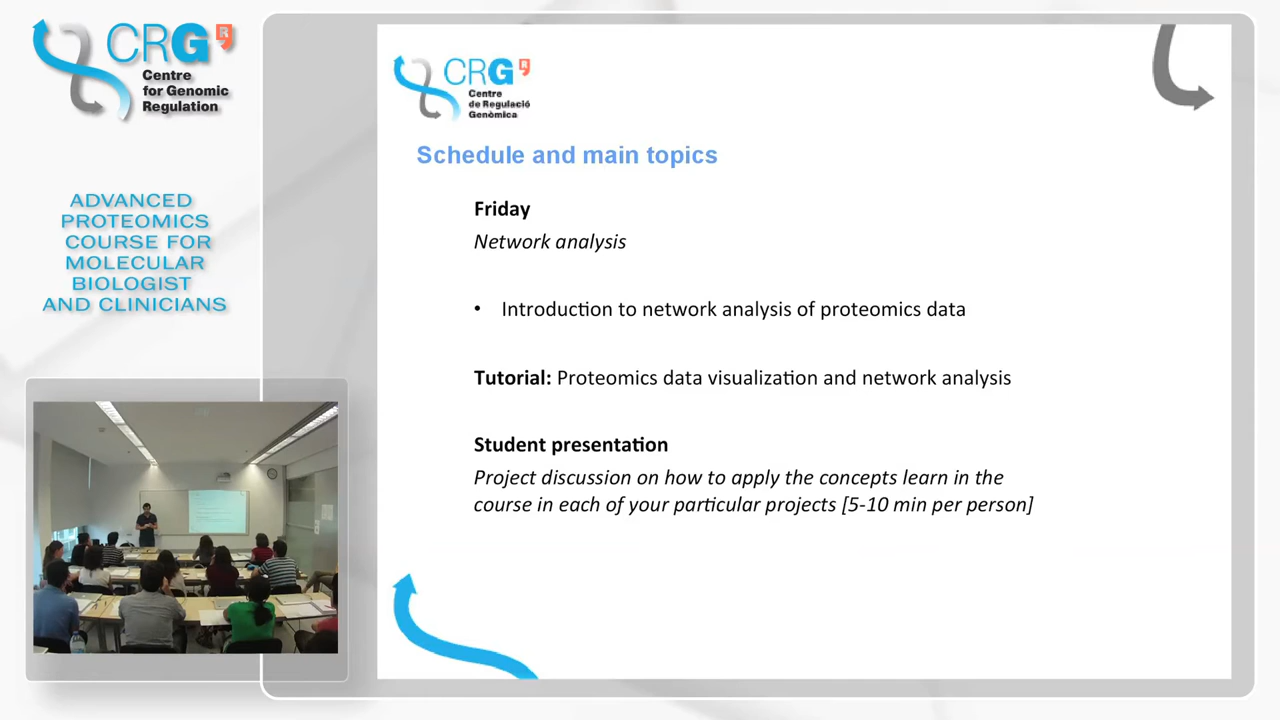 CRG
R
Centre
for Genomic
Regulation
ADVANCED
PROTEOMICS
COURSE FOR
MOLECULAR
BIOLOGIST
AND CLINICIANS
CRG
R
Centre
de Regulació
Genòmica
Schedule and main topics
Friday
Network analysis
• Introduction to network analysis of proteomics data
Tutorial: Proteomics data visualization and network analysis
Student presentation
Project discussion on how to apply the concepts learn in the
course in each of your particular projects [5-10 min per person]